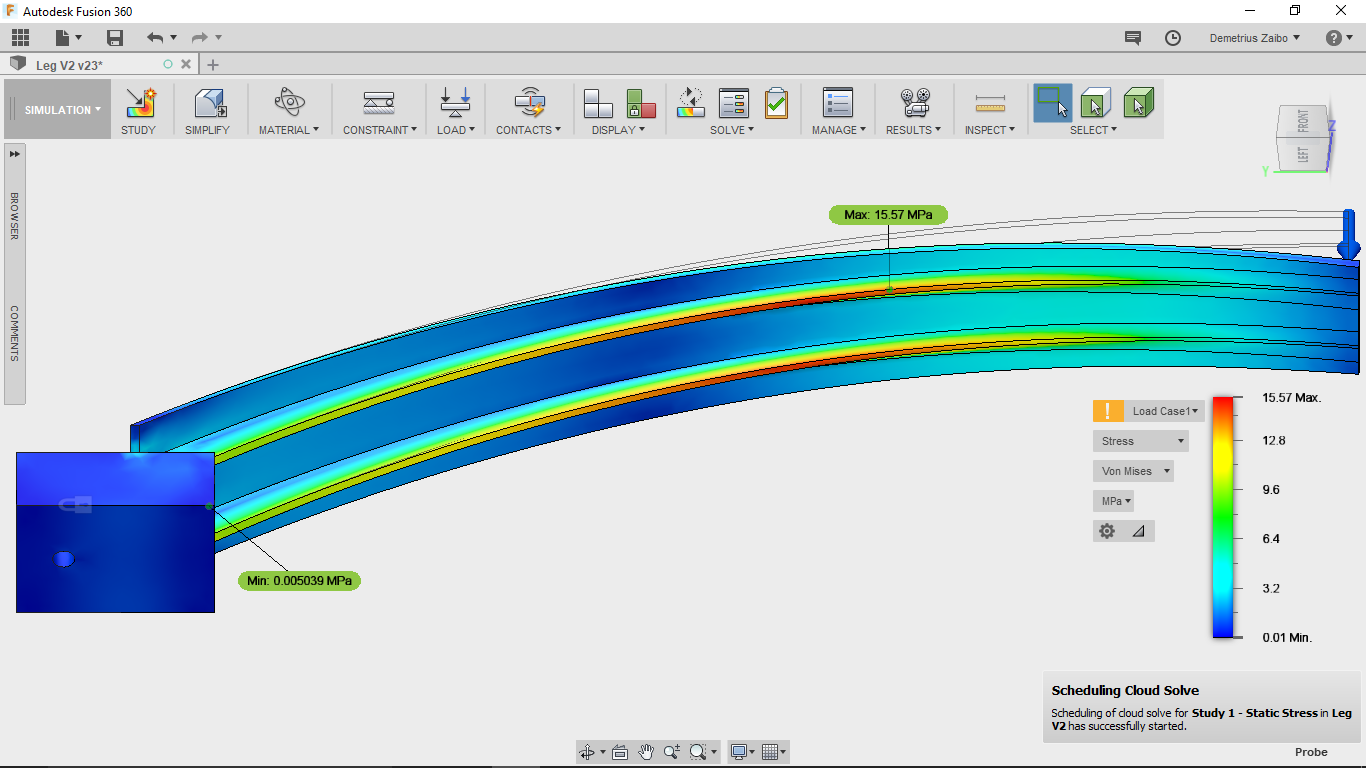 Autodesk Fusion 360
Demetrius Zaibo
Leg V2 v23*
SIMULATION
STUDY
SIMPLIFY
MATERIAL
CONSTRAINT
LOAD
CONTACTS
DISPLAY
SOLVE
MANAGE
RESULTS
INSPECT
SELECT
FRONT
LEFT
Z
Y
BROWSER
COMMENTS
Max: 15.57 MPa
Min: 0.005039 MPa
Load Case1
Stress
Von Mises
MPa
15.57 Max.
12.8
9.6
6.4
3.2
0.01 Min.
Scheduling Cloud Solve
Scheduling of cloud solve for Study 1 - Static Stress in Leg
V2 has successfully started.
Probe